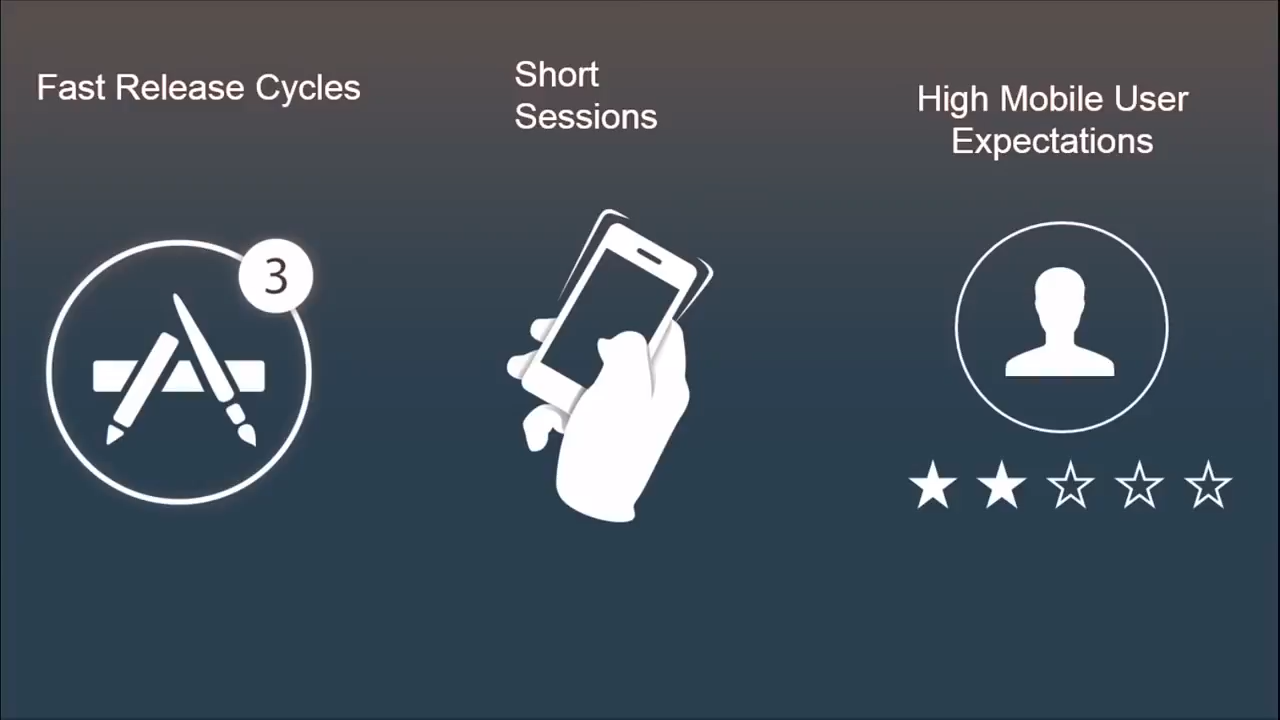 Fast Release Cycles
Short
Sessions
High Mobile User
Expectations
3